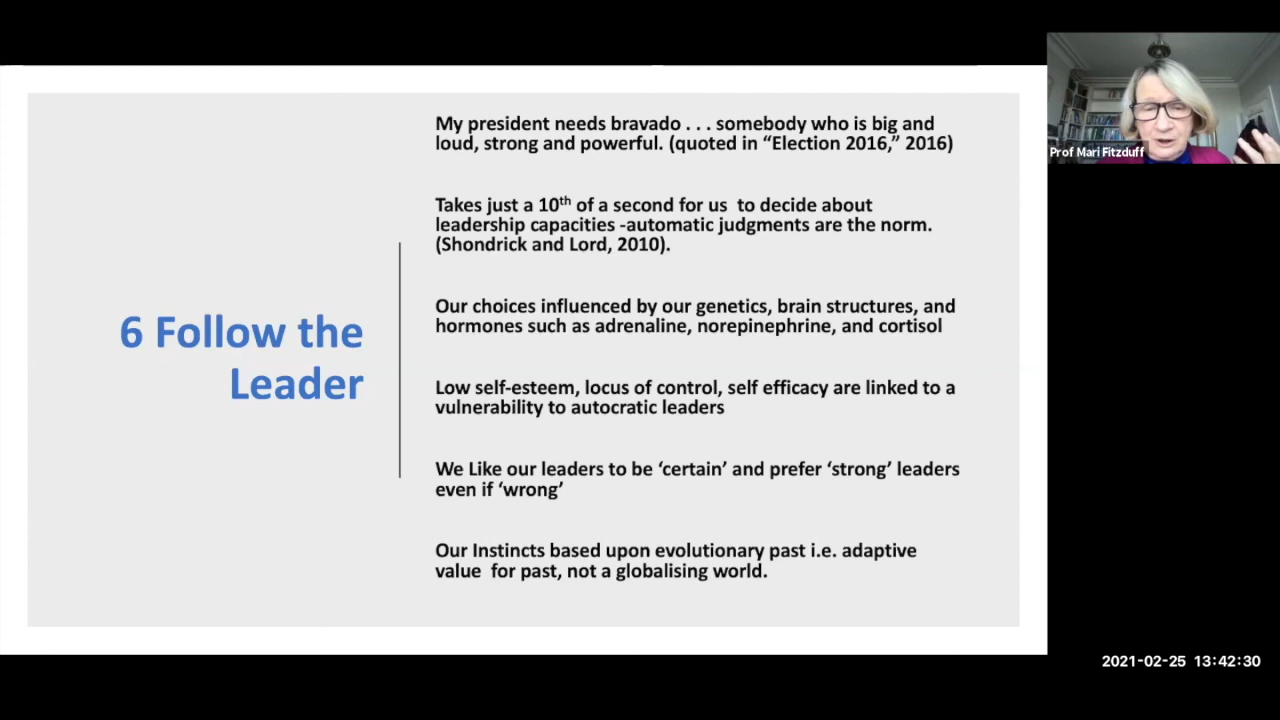 6 Follow the
Leader
My president needs bravado . . . somebody who is big and
loud, strong and powerful. (quoted in “Election 2016,” 2016)
Takes just a 10th of a second for us  to decide about
leadership capacities -automatic judgments are the norm.
(Shondrick and Lord, 2010).
Our choices influenced by our genetics, brain structures, and
hormones such as adrenaline, norepinephrine, and cortisol
Low self-esteem, locus of control, self efficacy are linked to a
vulnerability to autocratic leaders
We Like our leaders to be ‘certain’ and prefer ‘strong’ leaders
even if ‘wrong’
Our Instincts based upon evolutionary past i.e. adaptive
value  for past, not a globalising world.
Prof Mari Fitzduff
2021-02-25 13:42:30